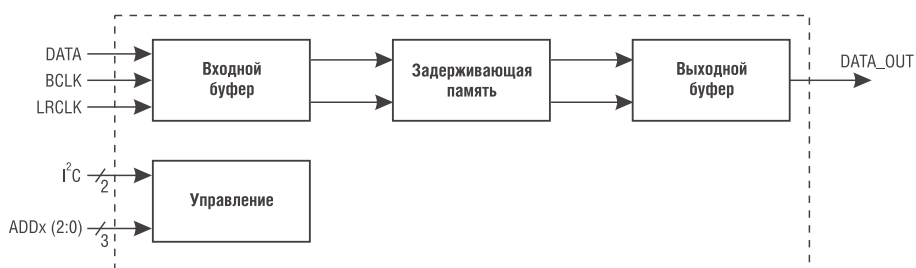 DATA
BCLK
LRCLK
Входной
буфер
Задерживающая
память
Выходной
буфер
DATA_OUT
I²C
2
Управление
ADDx (2:0)
3